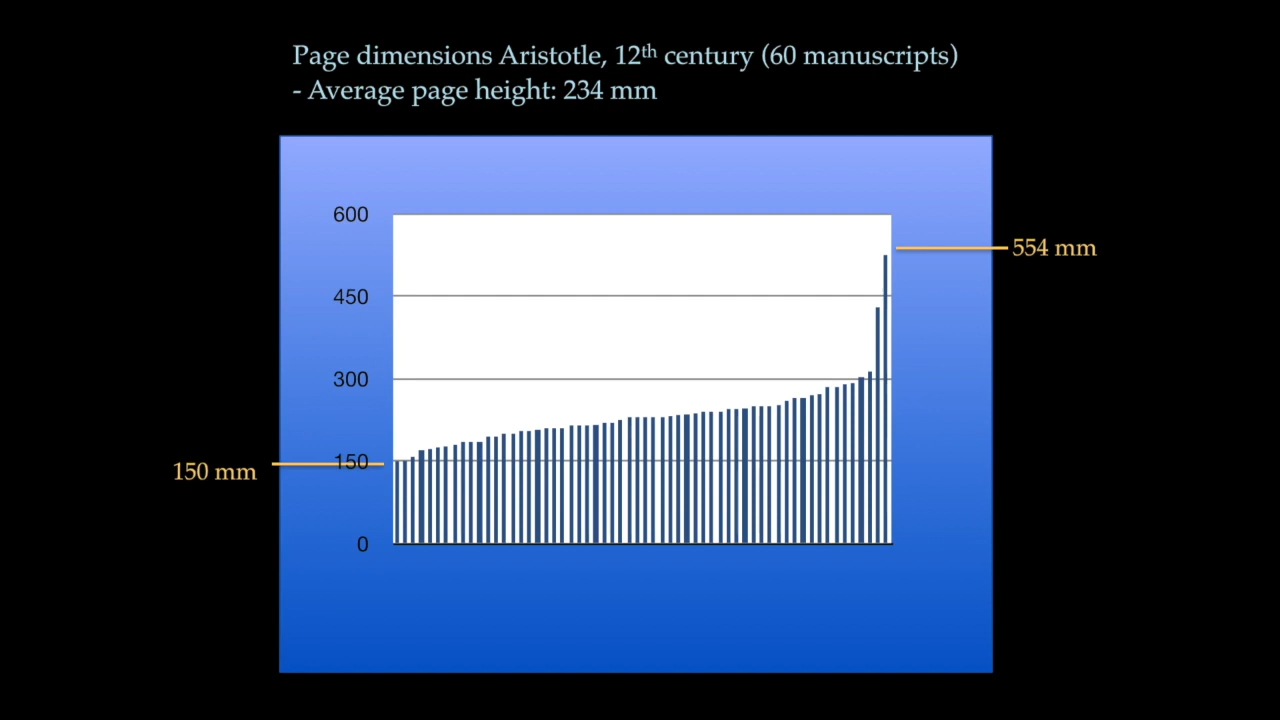 Page dimensions Aristotle, 12th century (60 manuscripts)
- Average page height: 234 mm
600
554 mm
450
300
150
150 mm
0